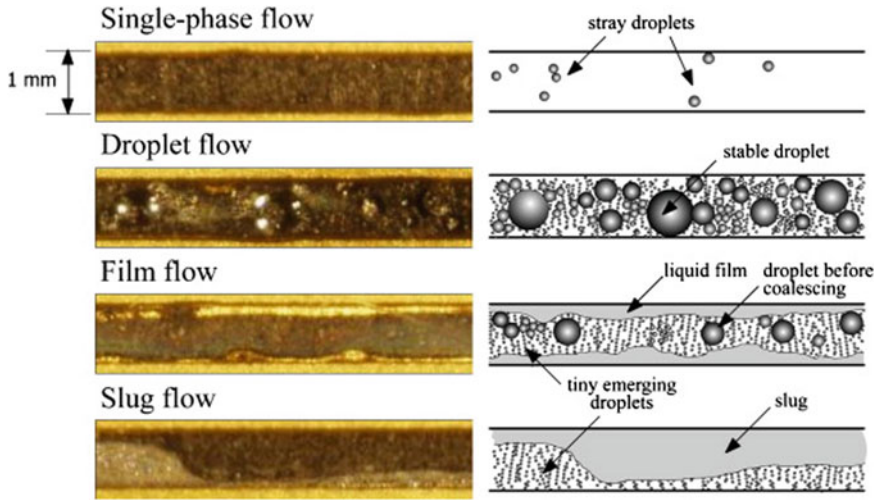 Single-phase flow
stray droplets
1 mm
Droplet flow
stable droplet
Film flow
liquid film
droplet before
coalescing
tiny emerging
droplets
Slug flow
slug